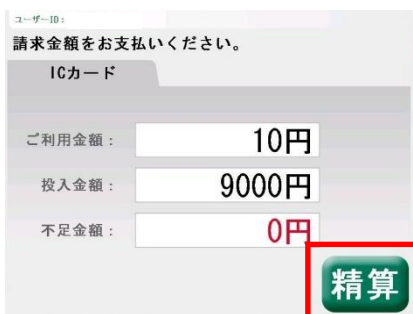 ユーザーID:
請求金額をお支払いください。
ICカード
ご利用金額: 10円
投入金額: 9000円
不足金額: 0円
精算